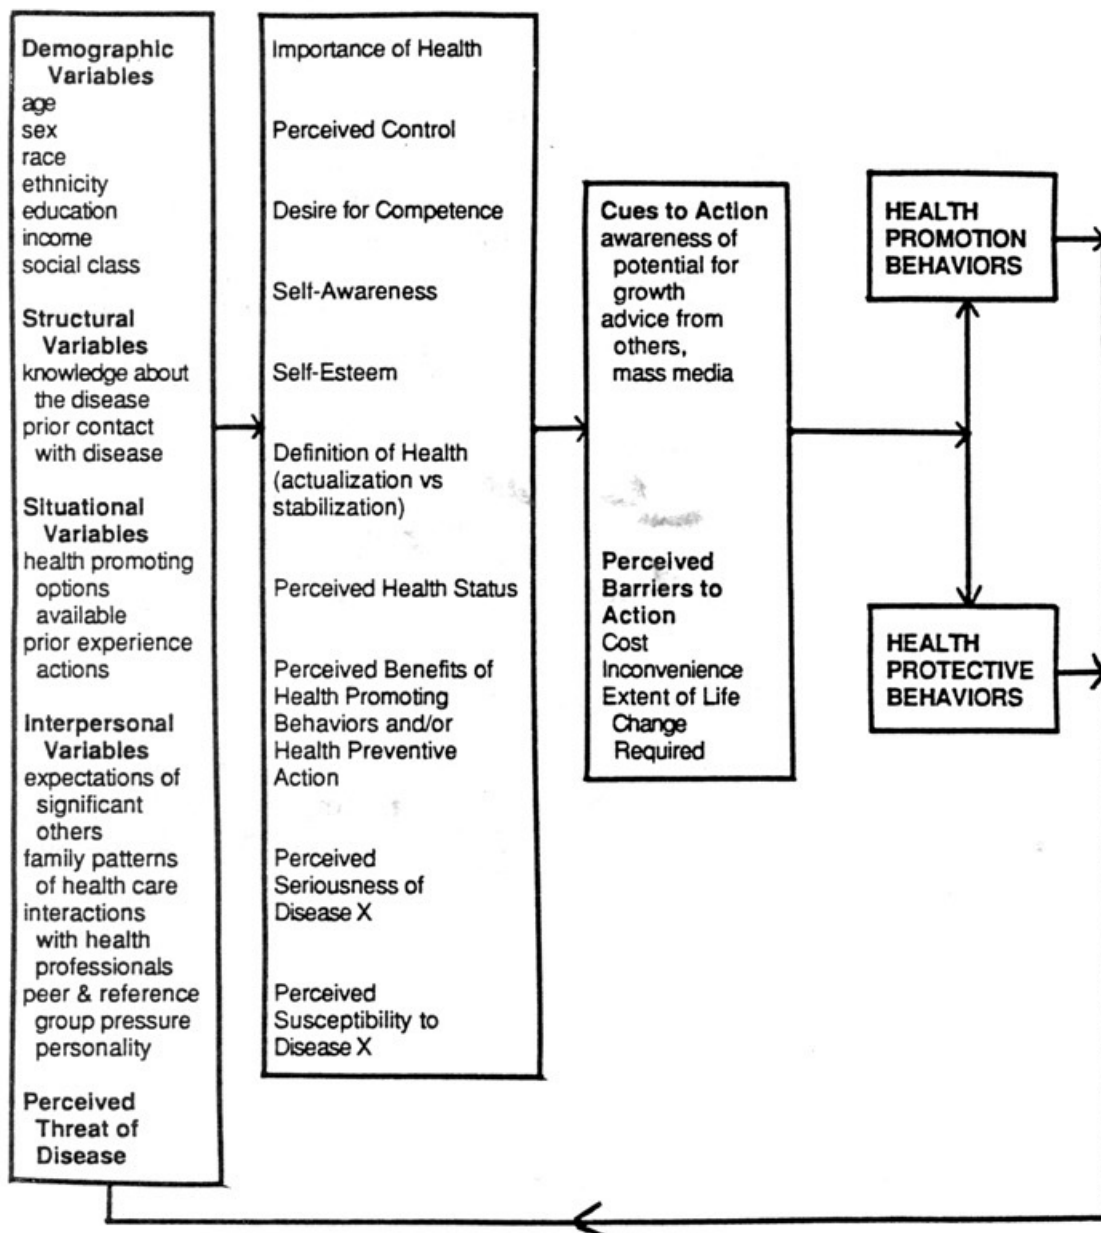 Demographic
Variables
age
sex
race
ethnicity
education
income
social class
Structural
Variables
knowledge about
the disease
prior contact
with disease
Situational
Variables
health promoting
options
available
prior experience
actions
Interpersonal
Variables
expectations of
significant
others
family patterns
of health care
interactions
with health
professionals
peer & reference
group pressure
personality
Perceived
Threat of
Disease
Importance of Health
Perceived Control
Desire for Competence
Self-Awareness
Self-Esteem
Definition of Health
(actualization vs
stabilization)
Perceived Health Status
Perceived Benefits of
Health Promoting
Behaviors and/or
Health Preventive
Action
Perceived
Seriousness of
Disease X
Perceived
Susceptibility to
Disease X
Cues to Action
awareness of
potential for
growth
advice from
others,
mass media
Perceived
Barriers to
Action
Cost
Inconvenience
Extent of Life
Change
Required
HEALTH
PROMOTION
BEHAVIORS
HEALTH
PROTECTIVE
BEHAVIORS